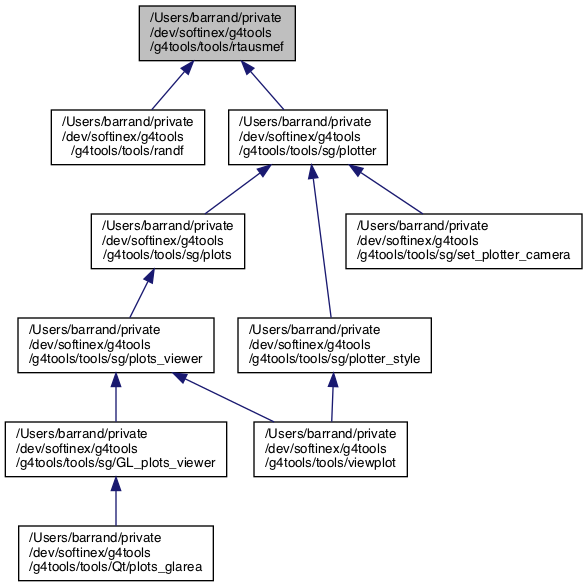 /Users/barrand/private
/dev/softinex/g4tools
/g4tools/tools/rtausmef
/Users/barrand/private
/dev/softinex/g4tools
/g4tools/tools/randf
/Users/barrand/private
/dev/softinex/g4tools
/g4tools/tools/sg/plotter
/Users/barrand/private
/dev/softinex/g4tools
/g4tools/tools/sg/plots
/Users/barrand/private
/dev/softinex/g4tools
/g4tools/tools/sg/set_plotter_camera
/Users/barrand/private
/dev/softinex/g4tools
/g4tools/tools/sg/plots_viewer
/Users/barrand/private
/dev/softinex/g4tools
/g4tools/tools/sg/plotter_style
/Users/barrand/private
/dev/softinex/g4tools
/g4tools/tools/sg/GL_plots_viewer
/Users/barrand/private
/dev/softinex/g4tools
/g4tools/tools/viewplot
/Users/barrand/private
/dev/softinex/g4tools
/g4tools/tools/Qt/plots_glarea